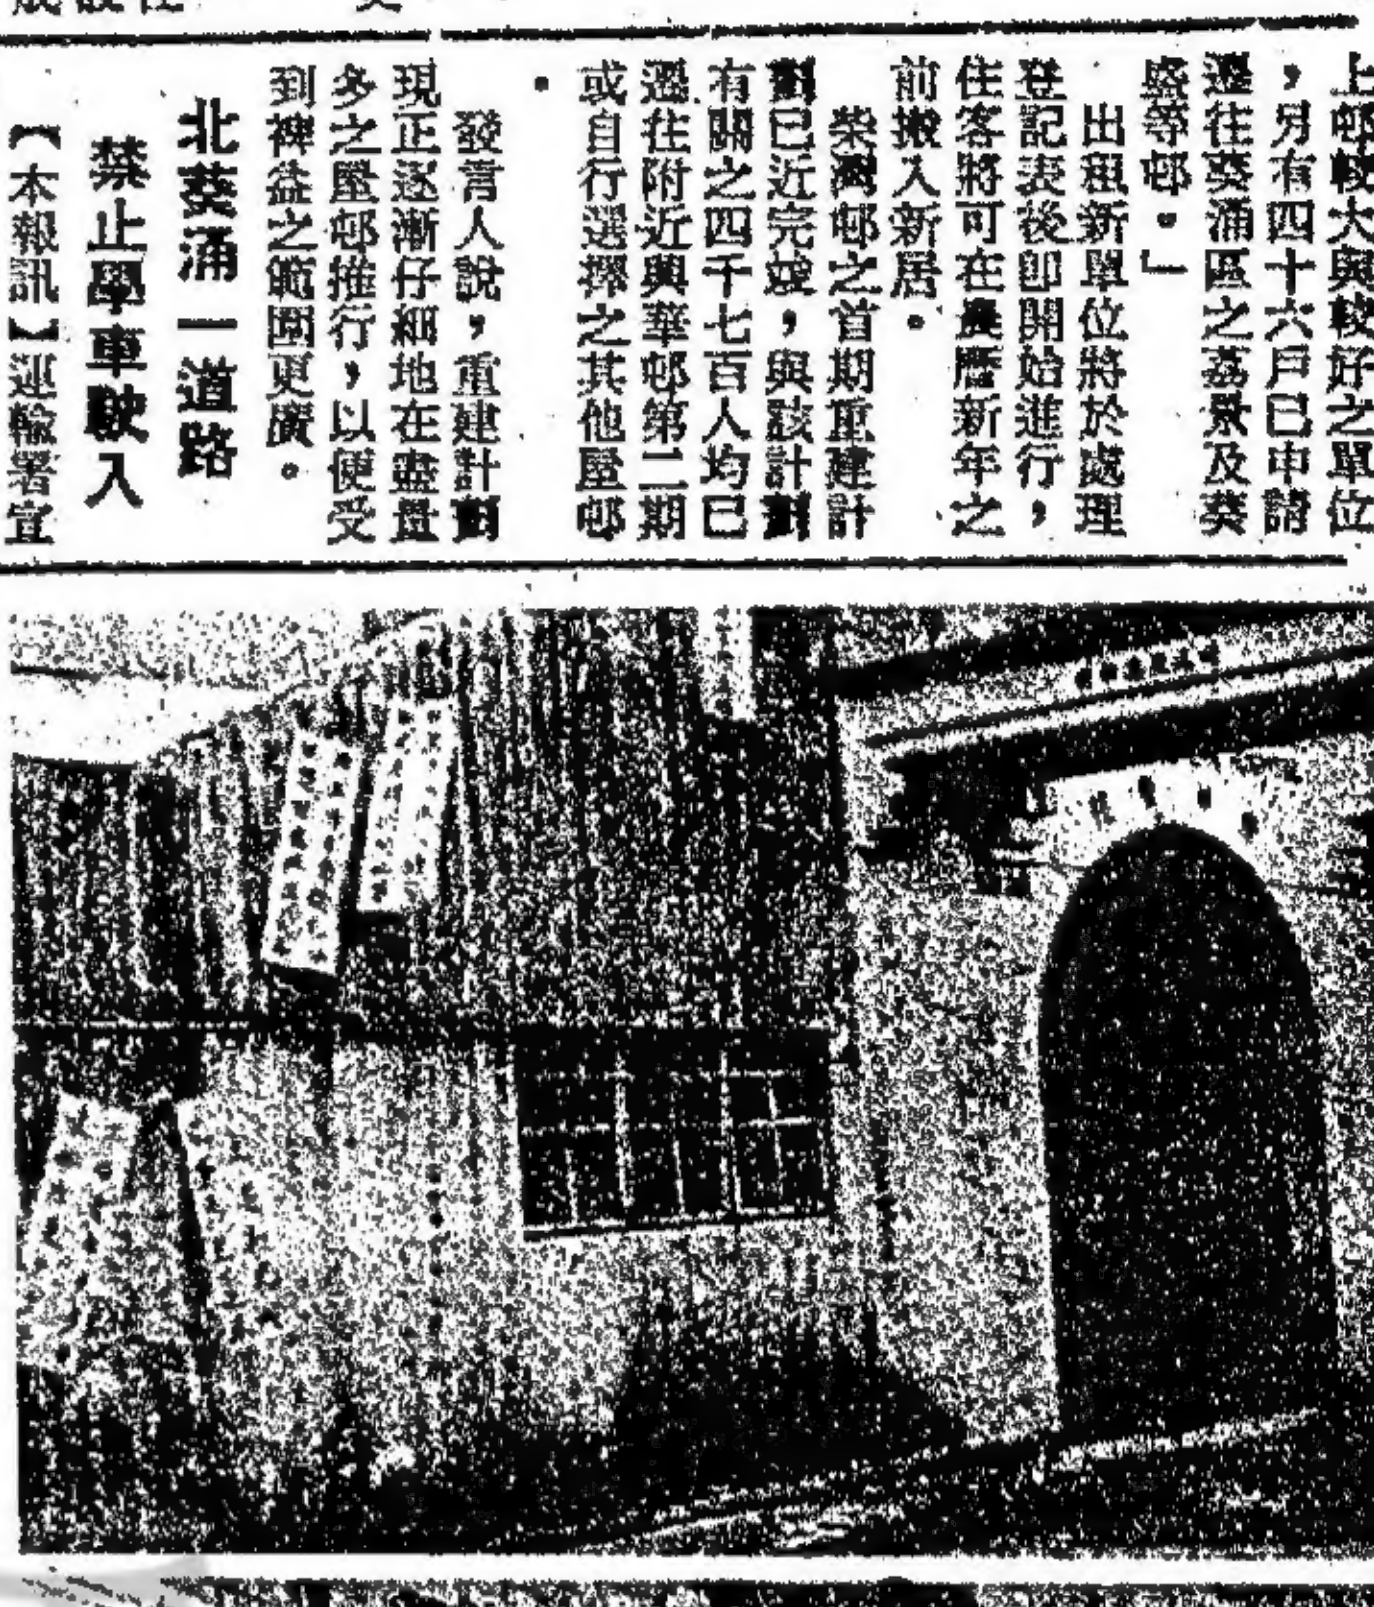 上邨較大與較好之單位
，另有四十六戶已申請
遷往葵涌區之荔景及葵
盛等邨。」
出租新單位將於處理
登記表後即開始進行，
住客將可在農曆新年之
前搬入新居。
柴灣邨之首期重建計
劃已近完竣，與該計劃
有關之四千七百人均已
遷往附近興華邨第二期
或自行選擇之其他屋邨
。
發言人說，重建計劃
現正逐漸仔細地在盡量
多之屋邨推行，以便受
到裨益之範圍更廣。
北葵涌一道路
禁止學車駛入
【本報訊】運輸署宣